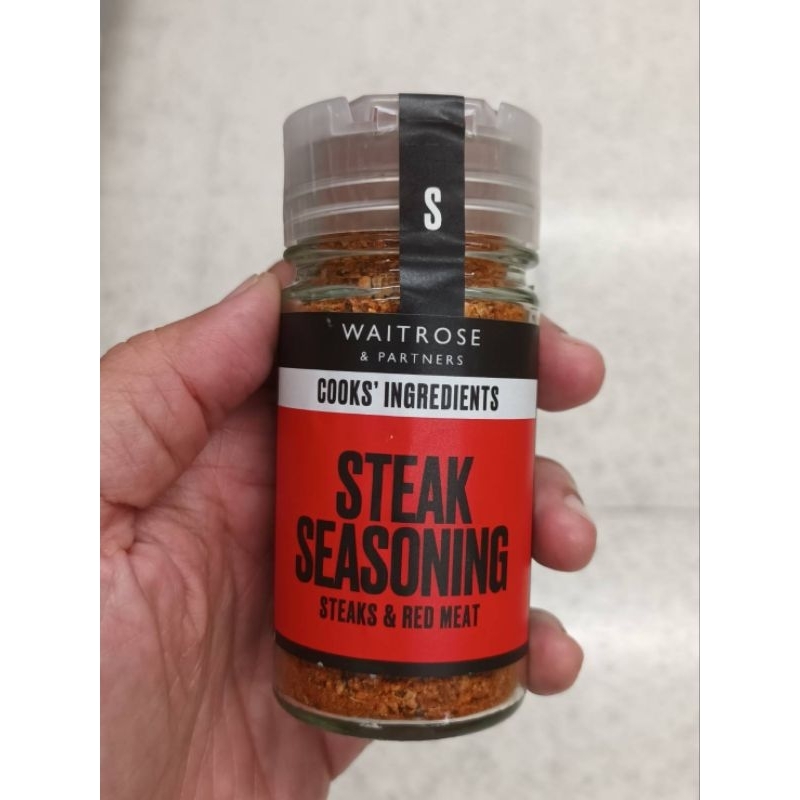 S
WAITROSE
& PARTNERS
COOKS' INGREDIENTS
STEAK
SEASONING
STEAKS & RED MEAT